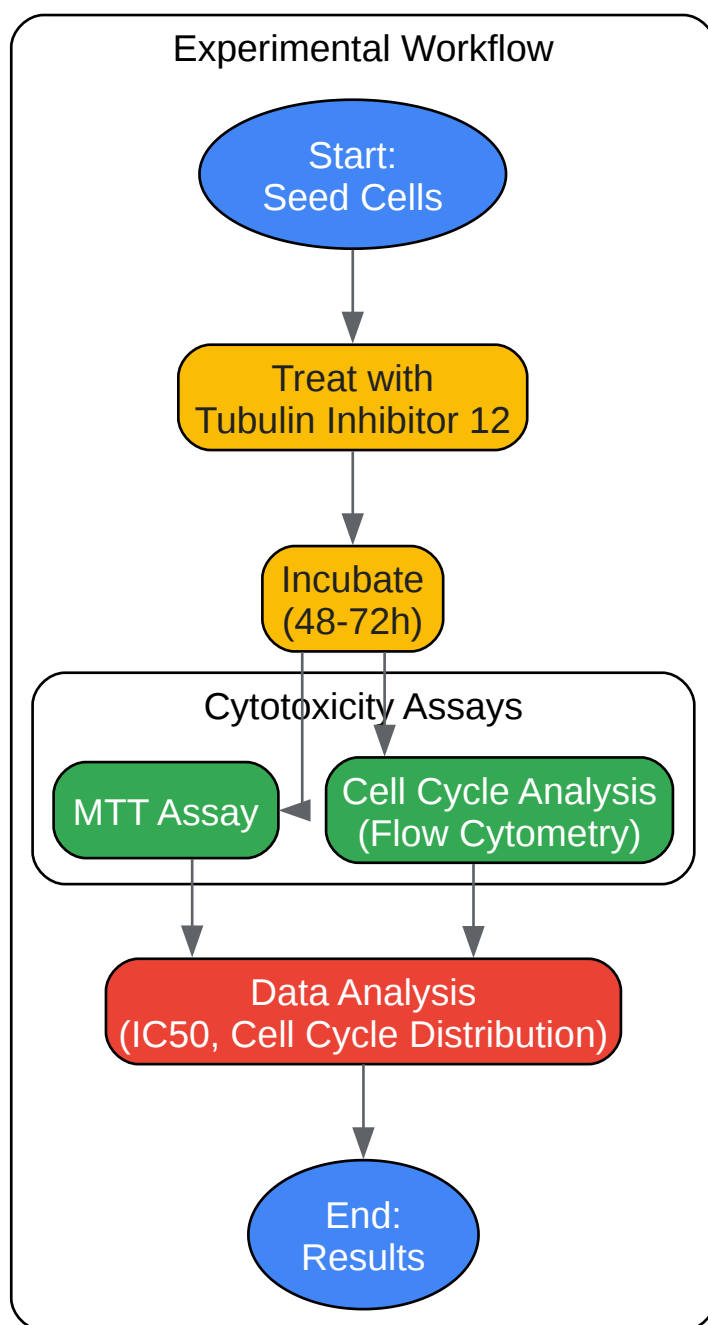 Experimental Workflow
Start:
Seed Cells
Treat with
Tubulin Inhibitor 12
Incubate
(48-72h)
Cytotoxicity Assays
MTT Assay
Cell Cycle Analysis
(Flow Cytometry)
Data Analysis
(IC50, Cell Cycle Distribution)
End:
Results